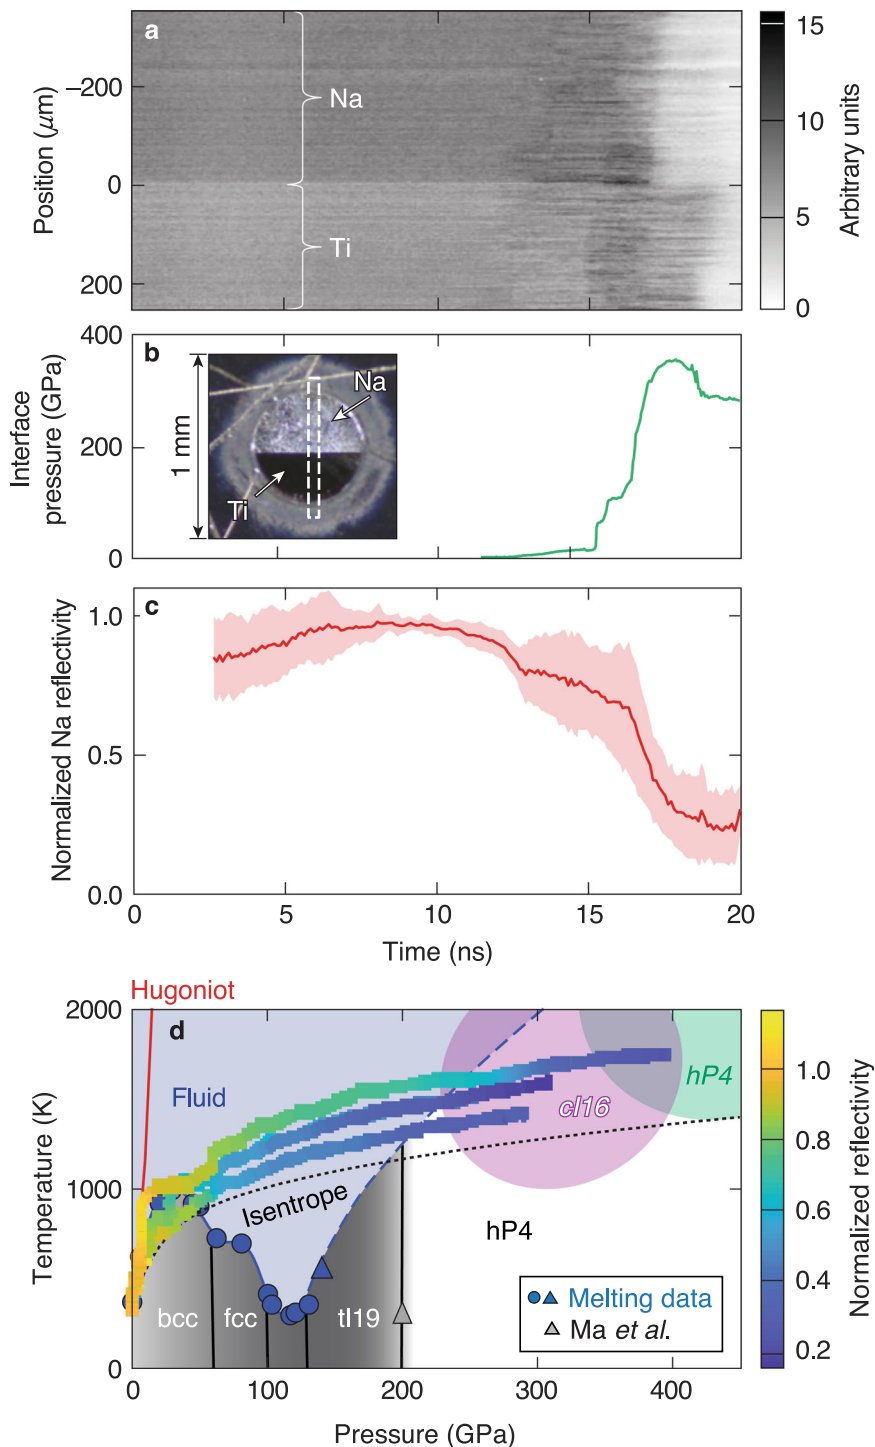 a
Na
Ti
Position (μm)
−200
0
200
15
10
5
0
Arbitrary units
b
Na
Ti
1 mm
Interface
pressure (GPa)
400
200
0
c
Normalized Na reflectivity
1.0
0.5
0.0
0 5 10 15 20
Time (ns)
Hugoniot
d
2000
1000
0
Temperature (K)
Fluid
cI16
hP4
Isentrope
hP4
bcc fcc tI19
Melting data
Ma et al.
0 100 200 300 400
Pressure (GPa)
1.0
0.8
0.6
0.4
0.2
Normalized reflectivity